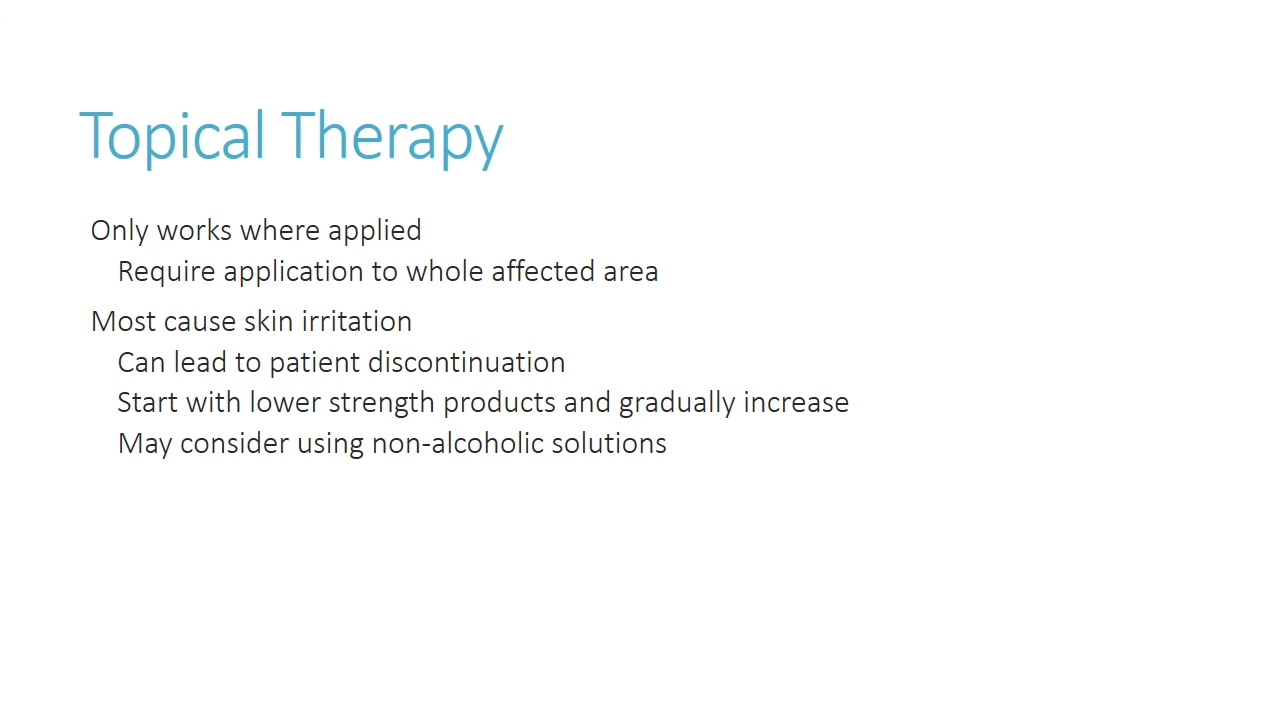 Topical Therapy
Only works where applied
Require application to whole affected area
Most cause skin irritation
Can lead to patient discontinuation
Start with lower strength products and gradually increase
May consider using non-alcoholic solutions